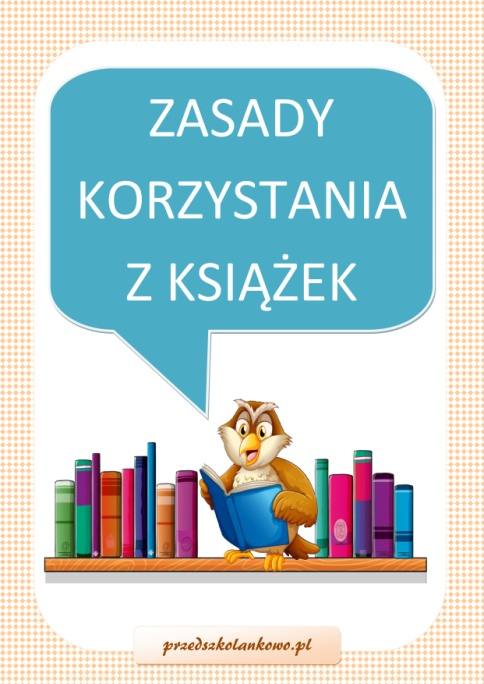 ZASADY
KORZYSTANIA
Z KSIĄŻEK
przedszkolankowo.pl